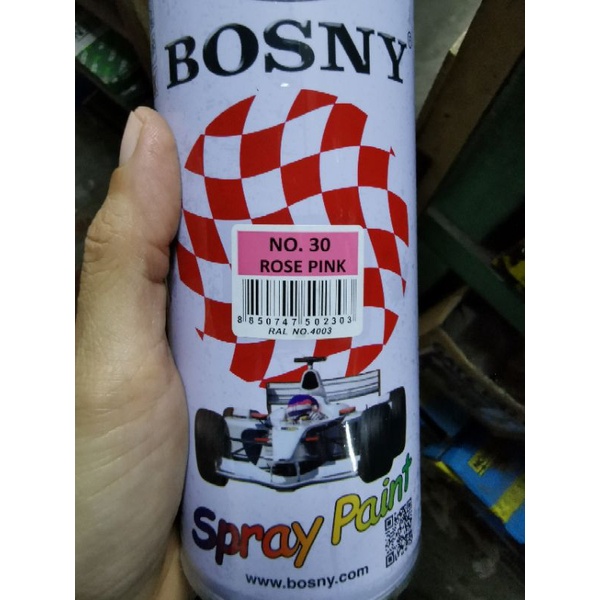 BOSNY®
NO. 30
ROSE PINK
8 850747 502303
RAL NO.4003
Spray Paint
www.bosny.com